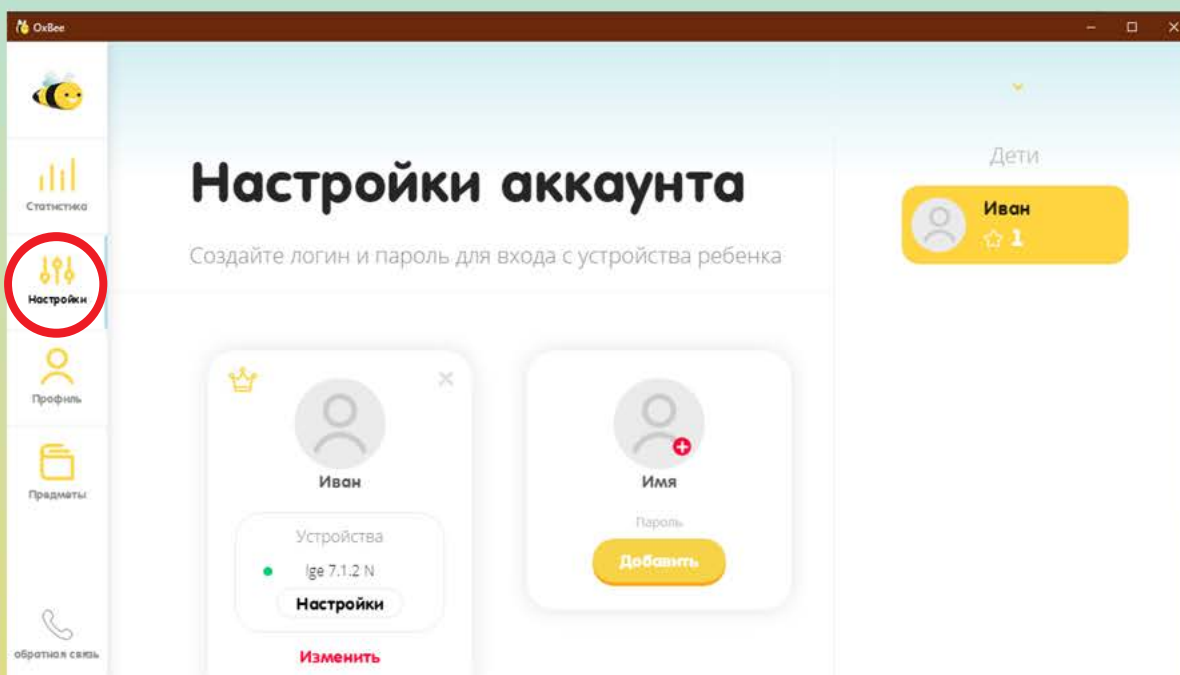 OxBee
Статистика
Настройки
Профиль
Предметы
обратная связь
Настройки аккаунта
Создайте логин и пароль для входа с устройства ребенка
Иван
Устройства
lge 7.1.2 N
Настройки
Изменить
Имя
Пароль
Добавить
Дети
Иван
1